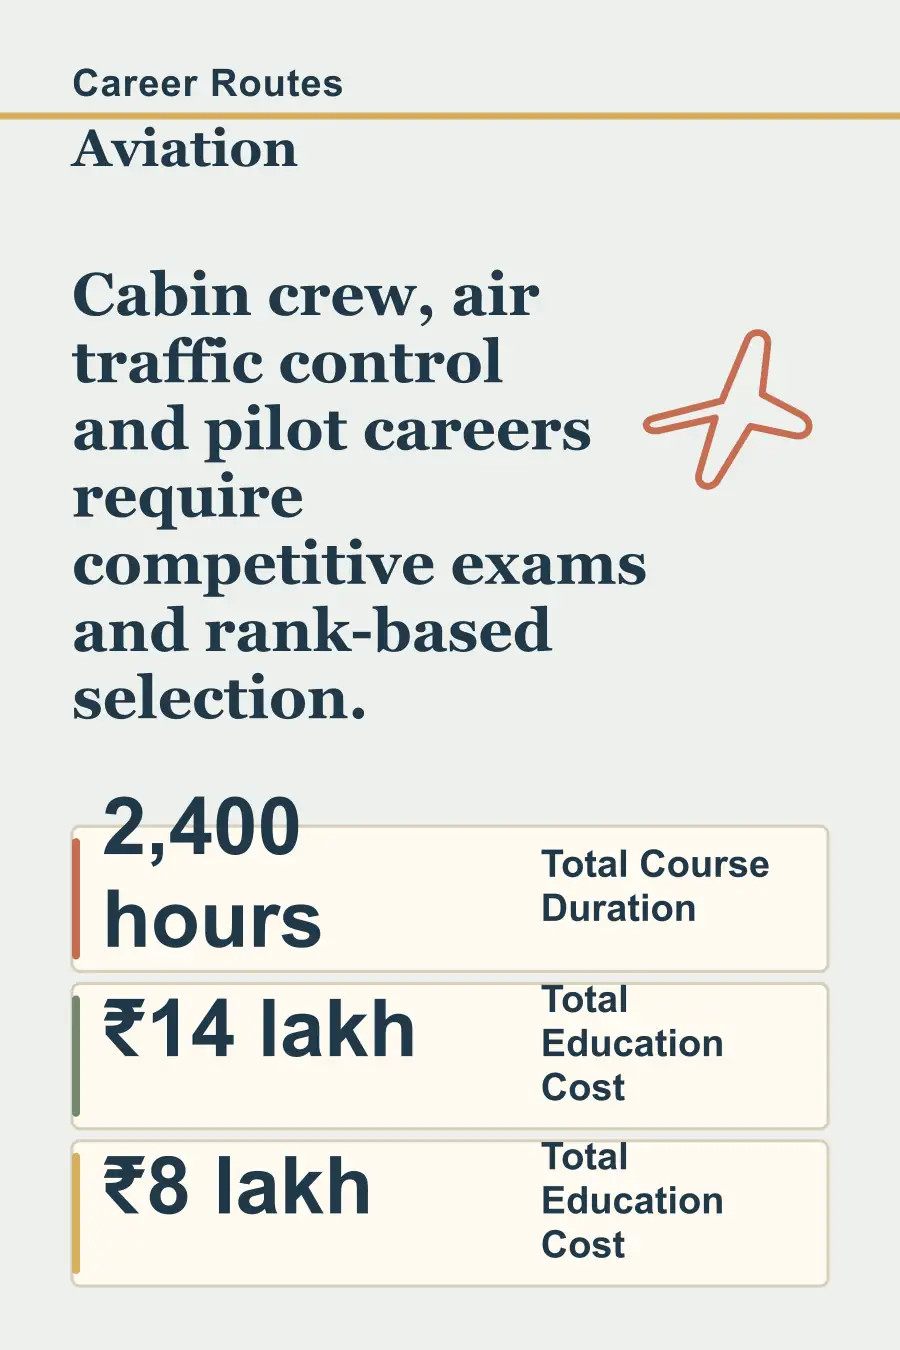 Career Routes
Aviation
Cabin crew, air
traffic control
and pilot careers
require
competitive exams
and rank-based
selection.
2,400
hours
Total Course
Duration
₹14 lakh
Total
Education
Cost
₹8 lakh
Total
Education
Cost